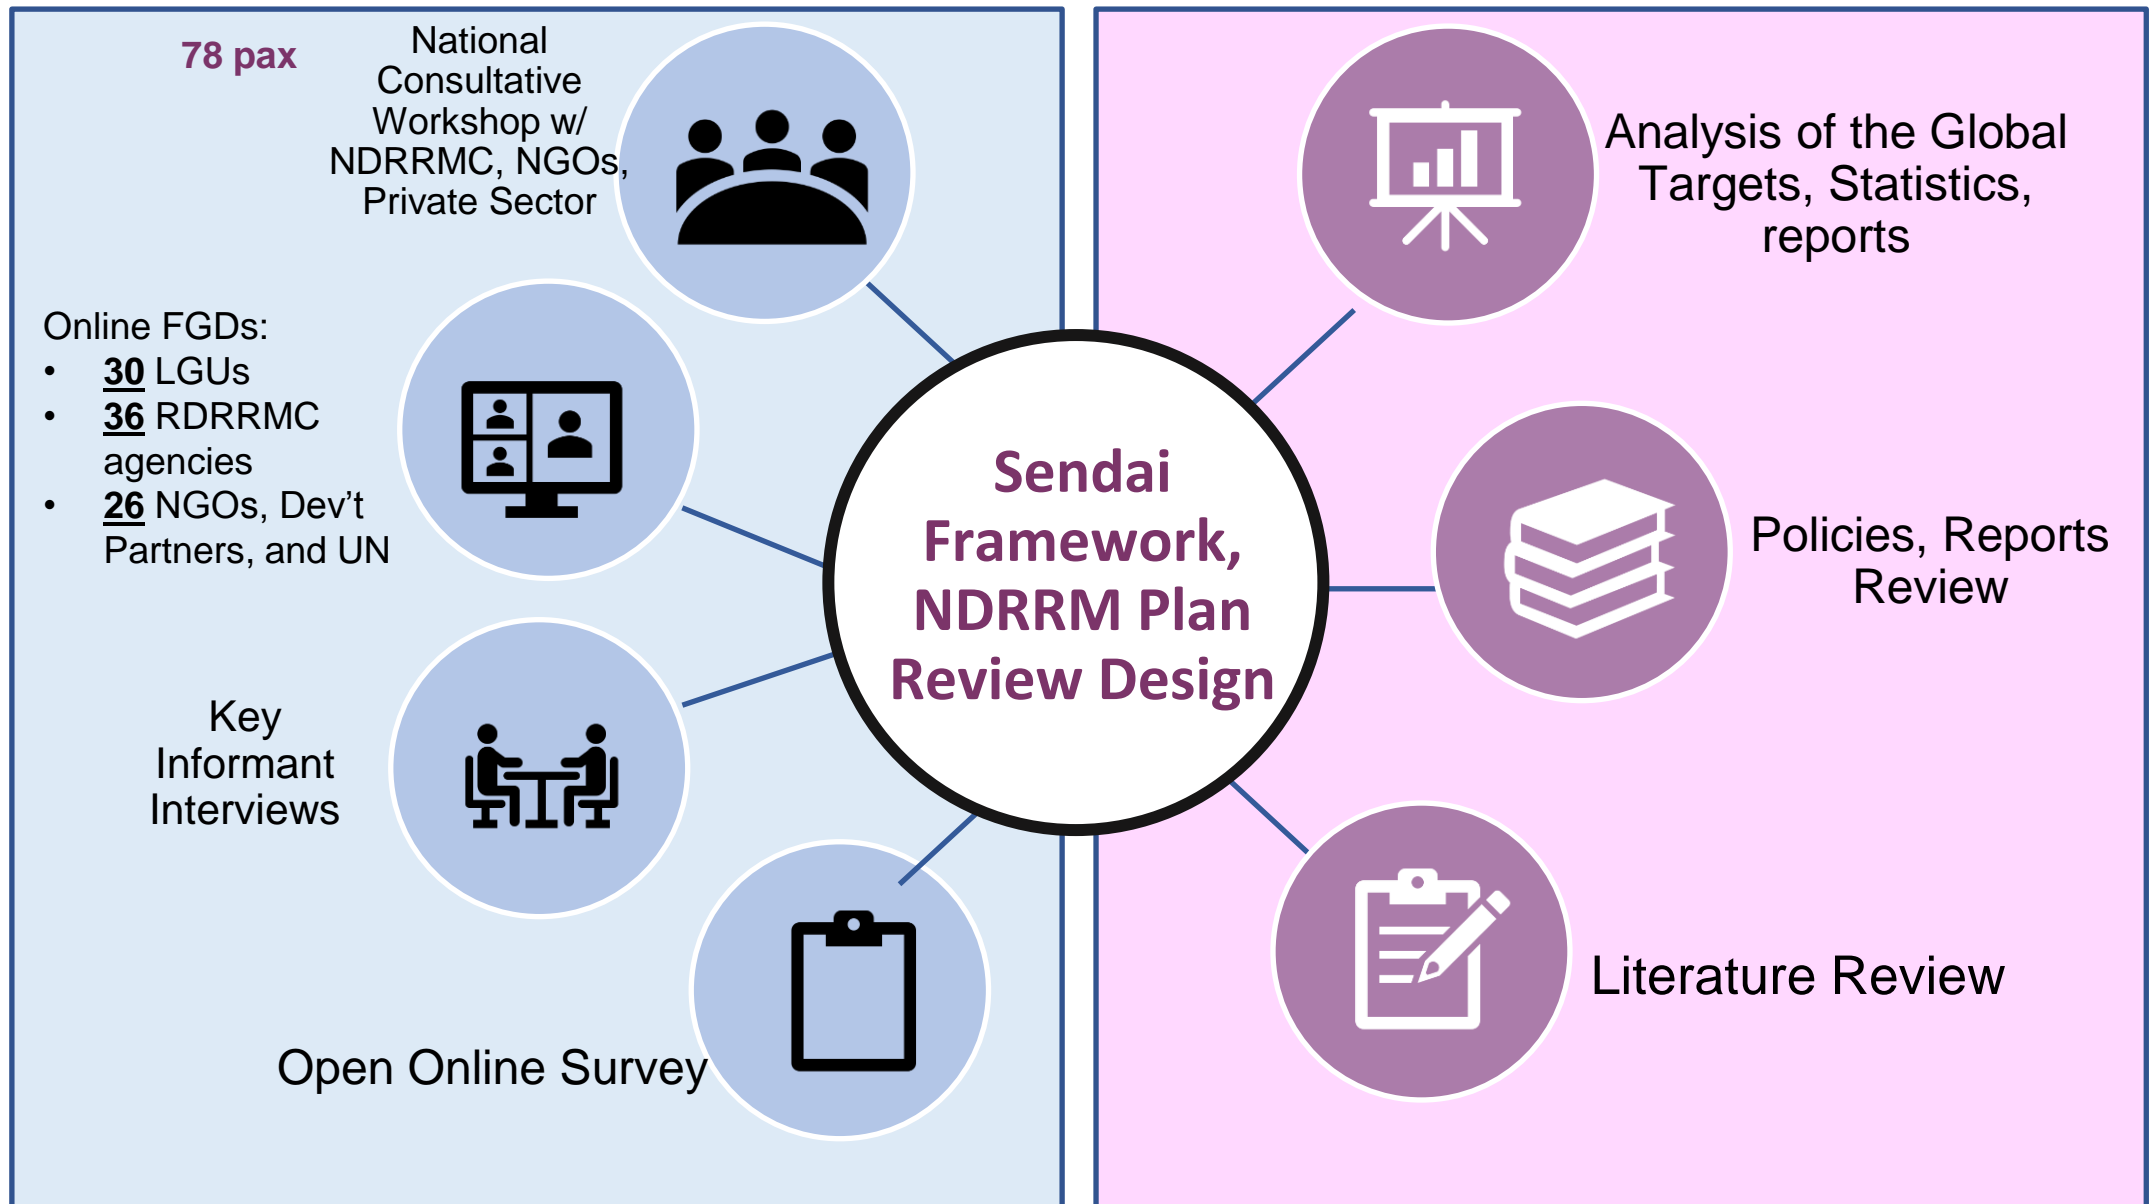 78 pax
National
Consultative
Workshop w/
NDRRMC, NGOs,
Private Sector
Online FGDs:
• 30 LGUs
• 36 RDRRMC
agencies
• 26 NGOs, Dev’t
Partners, and UN
Key
Informant
Interviews
Open Online Survey
Sendai
Framework,
NDRRM Plan
Review Design
Analysis of the Global
Targets, Statistics,
reports
Policies, Reports
Review
Literature Review